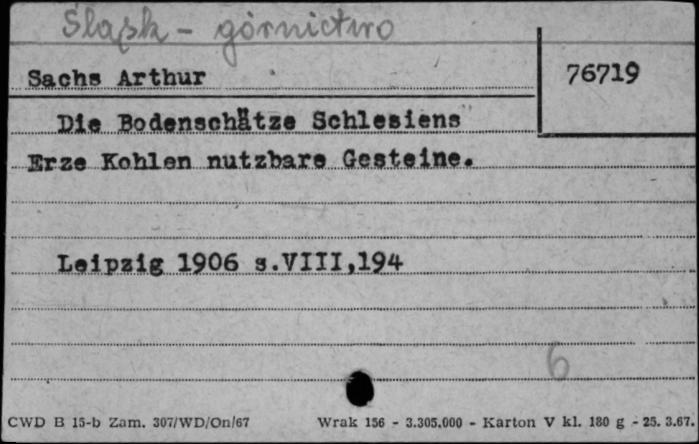 Śląsk - górnictwo
Sachs Arthur
76719
Die Bodenschätze Schlesiens
Erze Kohlen nutzbare Gesteine.
Leipzig 1906 s.VIII,194
6
CWD B 15-b Zam. 307/WD/On/67 Wrak 156 - 3.305.000 - Karton V kl. 180 g - 25. 3.67.